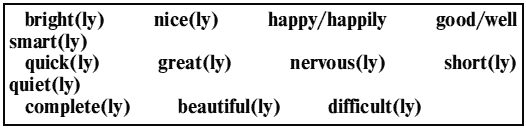 bright(ly) nice(ly) happy/happily good/well
smart(ly)
quick(ly) great(ly) nervous(ly) short(ly)
quiet(ly)
complete(ly) beautiful(ly) difficult(ly)